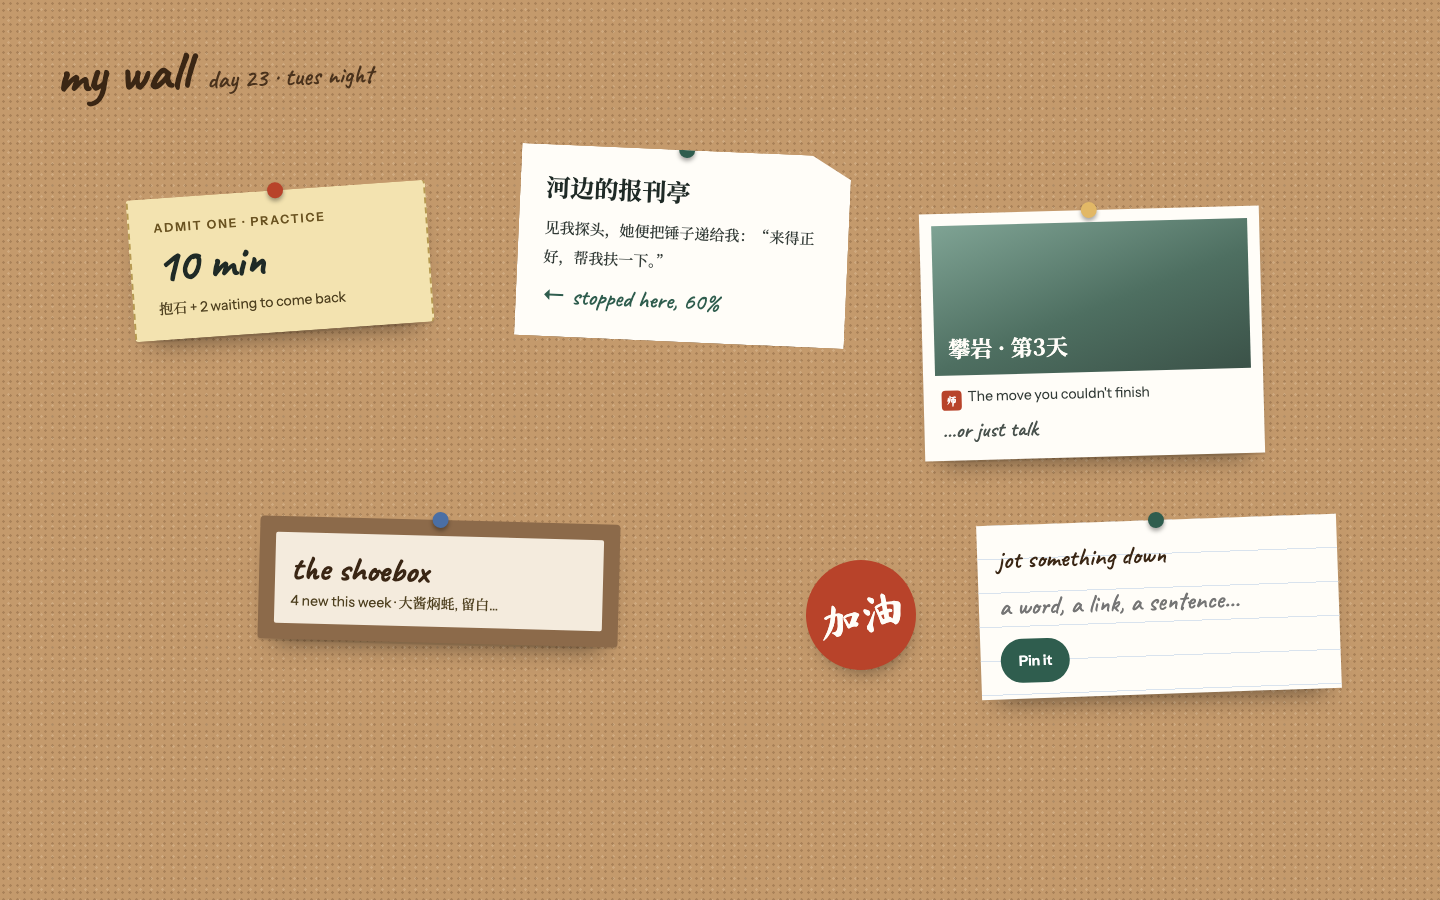 my wall day 23 · tues night
ADMIT ONE · PRACTICE
10 min
抱石 + 2 waiting to come back
河边的报刊亭
见我探头，她便把锤子递给我：“来得正
好，帮我扶一下。”
← stopped here, 60%
攀岩 · 第3天
师 The move you couldn't finish
...or just talk
the shoebox
4 new this week · 大酱焖蚝, 留白...
加油
jot something down
a word, a link, a sentence...
Pin it